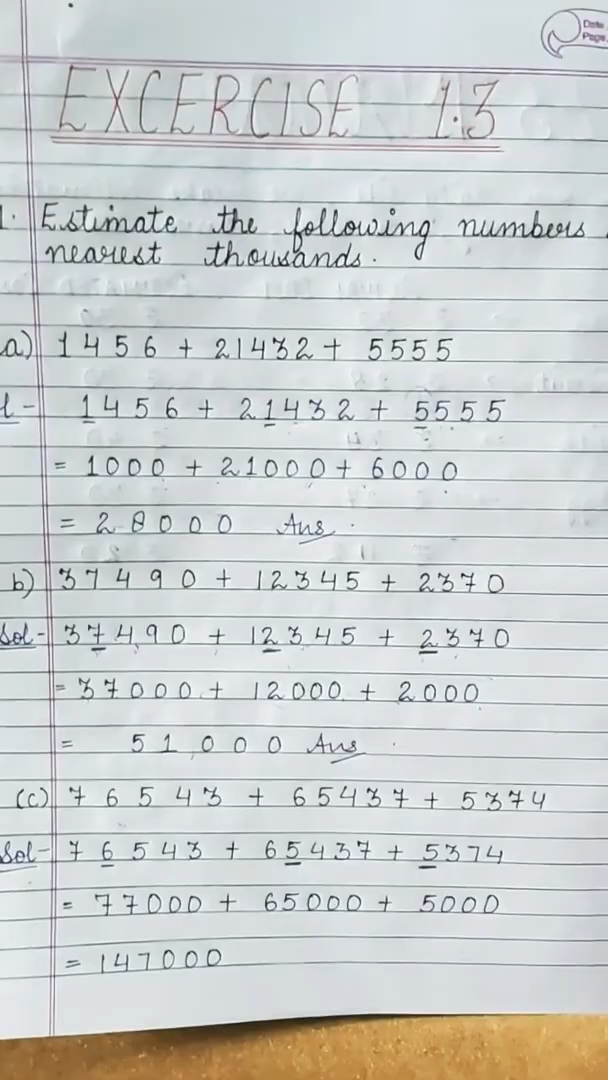 Date
Page
EXCERCISE 1.3
1. Estimate the following numbers
nearest thousands.
a) 1456 + 21432 + 5555
1456 + 21432 + 5555
= 1000 + 21000 + 6000
= 28000 Ans.
b) 37490 + 12345 + 2370
Sol- 37490 + 12345 + 2370
= 37000 + 12000 + 2000
= 51000 Ans.
(c) 76543 + 65437 + 5374
Sol- 76543 + 65437 + 5374
= 77000 + 65000 + 5000
= 147000